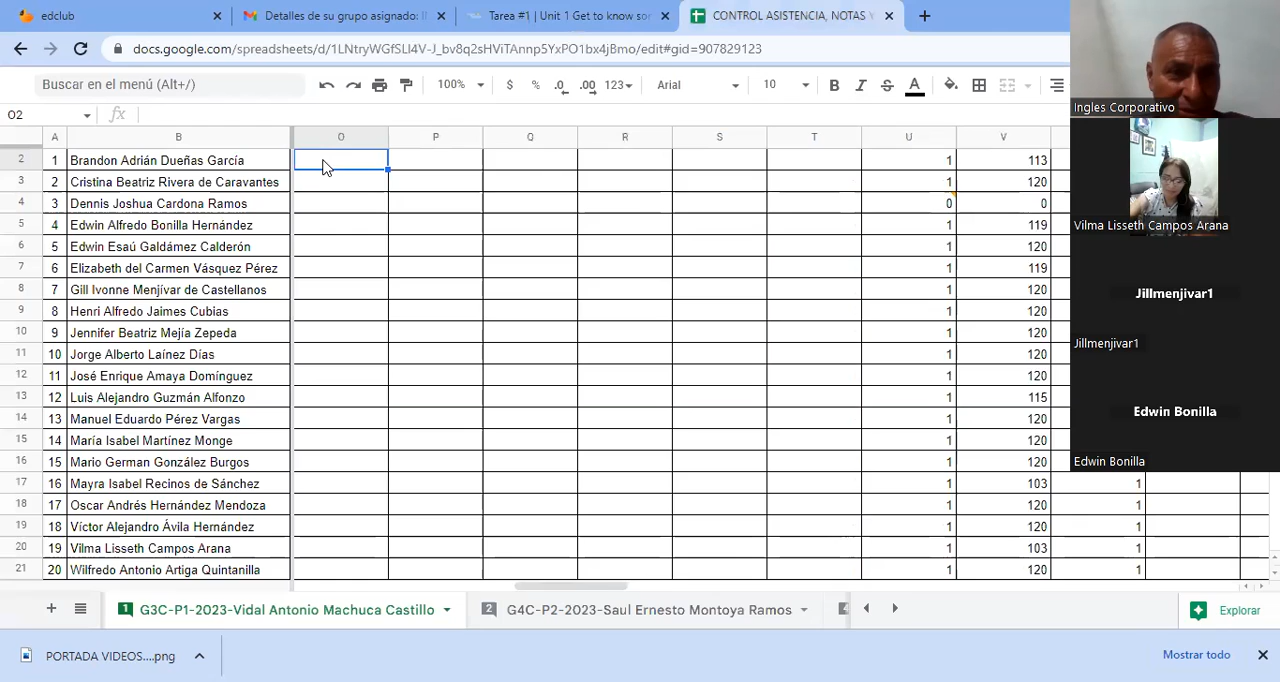 edclub
Detalles de su grupo asignado: I
Tarea #1 | Unit 1 Get to know so
CONTROL ASISTENCIA, NOTAS Y
docs.google.com/spreadsheets/d/1LNtryWGfSLI4V-J_bv8q2sHViTAnnp5YxPO1bx4jBmo/edit#gid=907829123
Buscar en el menú (Alt+/)
100%
$ % .0 .00 123
Arial
10
B I S A
O2
fx
A B O P Q R S T U V
2 1 Brandon Adrián Dueñas García 1 113
3 2 Cristina Beatriz Rivera de Caravantes 1 120
4 3 Dennis Joshua Cardona Ramos 0 0
5 4 Edwin Alfredo Bonilla Hernandez 1 119
6 5 Edwin Esaú Galdámez Calderón 1 120
7 6 Elizabeth del Carmen Vásquez Pérez 1 119
8 7 Gill Ivonne Menjivar de Castellanos 1 120
9 8 Henri Alfredo Jaimes Cubias 1 120
10 9 Jennifer Beatriz Mejía Zepeda 1 120
11 10 Jorge Alberto Laínez Días 1 120
12 11 José Enrique Amaya Domínguez 1 120
13 12 Luis Alejandro Guzmán Alfonzo 1 115
14 13 Manuel Eduardo Pérez Vargas 1 120
15 14 María Isabel Martínez Monge 1 120
16 15 Mario German González Burgos 1 120
17 16 Mayra Isabel Recinos de Sánchez 1 103 1
18 17 Oscar Andrés Hernandez Mendoza 1 120 1
19 18 Víctor Alejandro Ávila Hernández 1 120 1
20 19 Vilma Lisseth Campos Arana 1 103 1
21 20 Wilfredo Antonio Artiga Quintanilla 1 120 1
1 G3C-P1-2023-Vidal Antonio Machuca Castillo
2 G4C-P2-2023-Saul Ernesto Montoya Ramos
4
Explorar
PORTADA VIDEOS....png
Mostrar todo
Ingles Corporativo
Vilma Lisseth Campos Arana
Jillmenjivar1
Jillmenjivar1
Edwin Bonilla
Edwin Bonilla